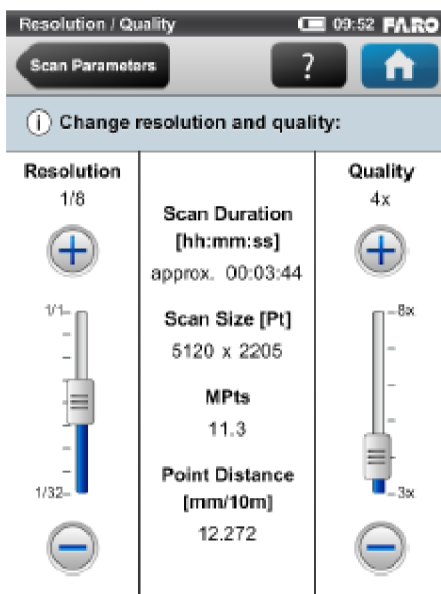 Resolution / Quality 09:52 FARO
Scan Parameters ?
i Change resolution and quality:
Resolution
1/8
Quality
4x
Scan Duration
[hh:mm:ss]
approx. 00:03:44
Scan Size [Pt]
5120 x 2205
MPts
11.3
Point Distance
[mm/10m]
12.272
1/1
1/32
8x
3x